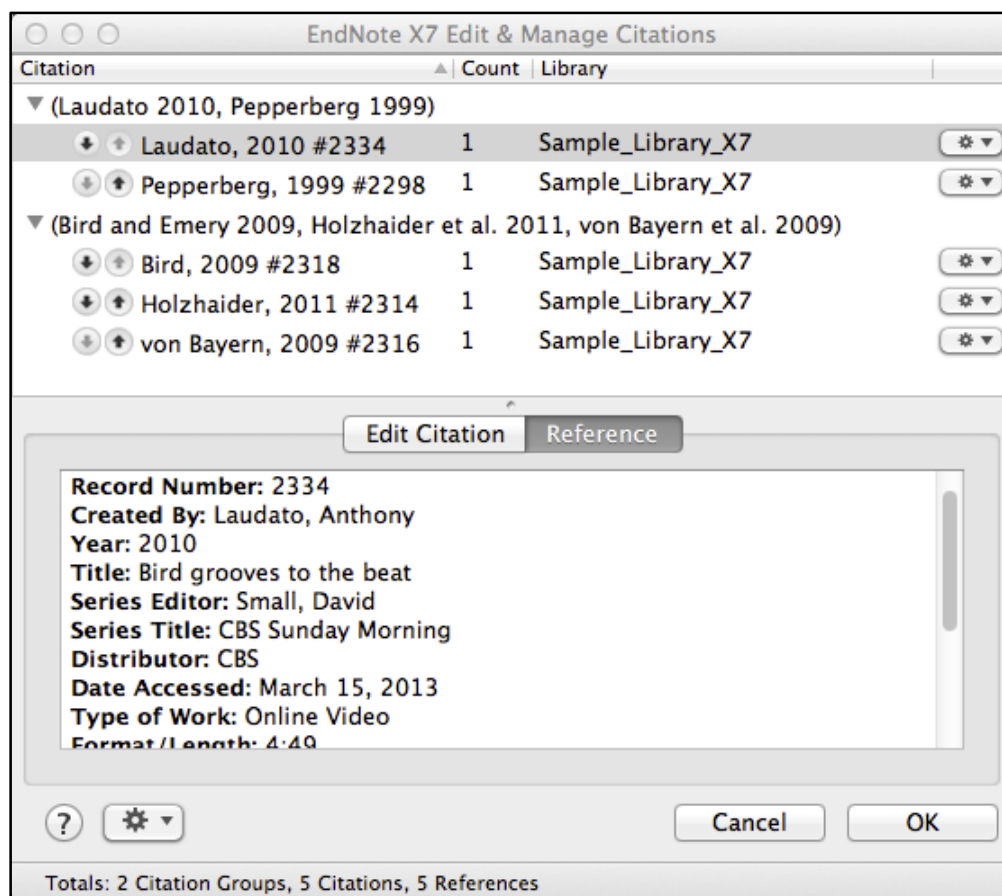 EndNote X7 Edit & Manage Citations
Citation Count Library
(Laudato 2010, Pepperberg 1999)
Laudato, 2010 #2334 1 Sample_Library_X7
Pepperberg, 1999 #2298 1 Sample_Library_X7
(Bird and Emery 2009, Holzhaider et al. 2011, von Bayern et al. 2009)
Bird, 2009 #2318 1 Sample_Library_X7
Holzhaider, 2011 #2314 1 Sample_Library_X7
von Bayern, 2009 #2316 1 Sample_Library_X7
Edit Citation Reference
Record Number: 2334
Created By: Laudato, Anthony
Year: 2010
Title: Bird grooves to the beat
Series Editor: Small, David
Series Title: CBS Sunday Morning
Distributor: CBS
Date Accessed: March 15, 2013
Type of Work: Online Video
Format/Length: 4:49
? Cancel OK
Totals: 2 Citation Groups, 5 Citations, 5 References